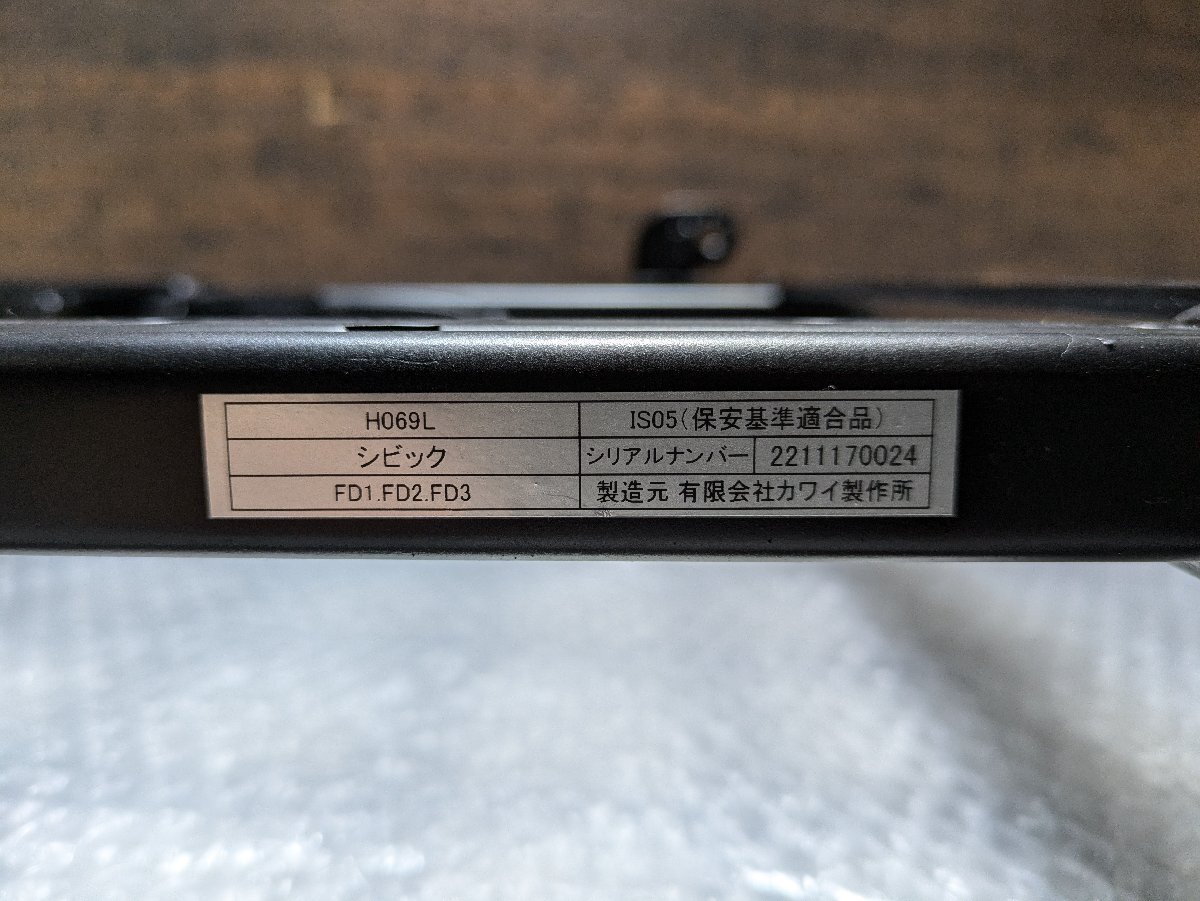 H069L IS05(保安基準適合品)
シビック シリアルナンバー 2211170024
FD1.FD2.FD3 製造元 有限会社カワイ製作所